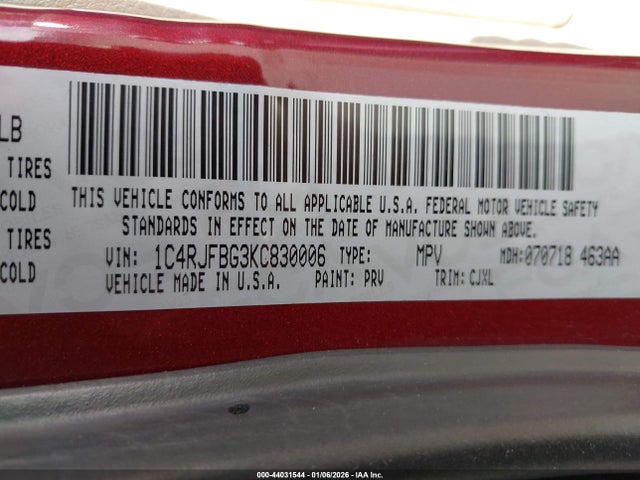 LB
TIRES
COLD
TIRES
COLD
THIS VEHICLE CONFORMS TO ALL APPLICABLE U.S.A. FEDERAL MOTOR VEHICLE SAFETY
STANDARDS IN EFFECT ON THE DATE OF MANUFACTURE SHOWN ABOVE.
VIN: 1C4RJFBG3KC830006 TYPE: MPV MDH:070718 463AA
VEHICLE MADE IN U.S.A. PAINT: PRV TRIM: CJXL
000-44031544 | 01/06/2026 - IAA Inc.